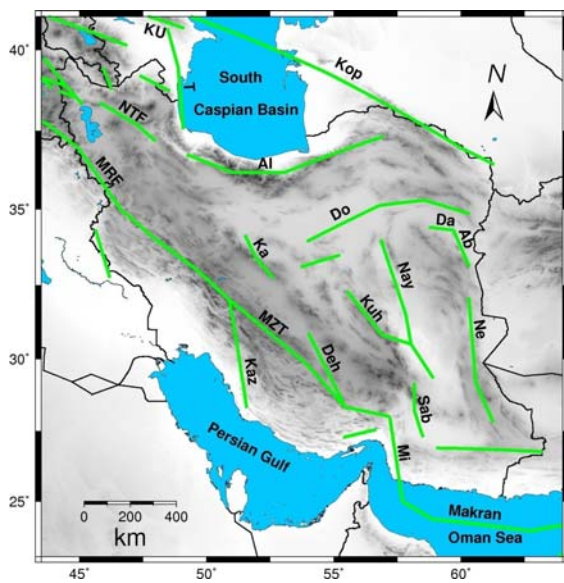 40°
35°
30°
25°
45°
50°
55°
60°
KU
Kop
South
Caspian Basin
T
N
NTF
Al
MRF
Do
Da
Ab
Ka
Nay
Kuh
MZT
Deh
Ne
Kaz
Sab
Mi
Persian Gulf
Makran
Oman Sea
0 200 400
km